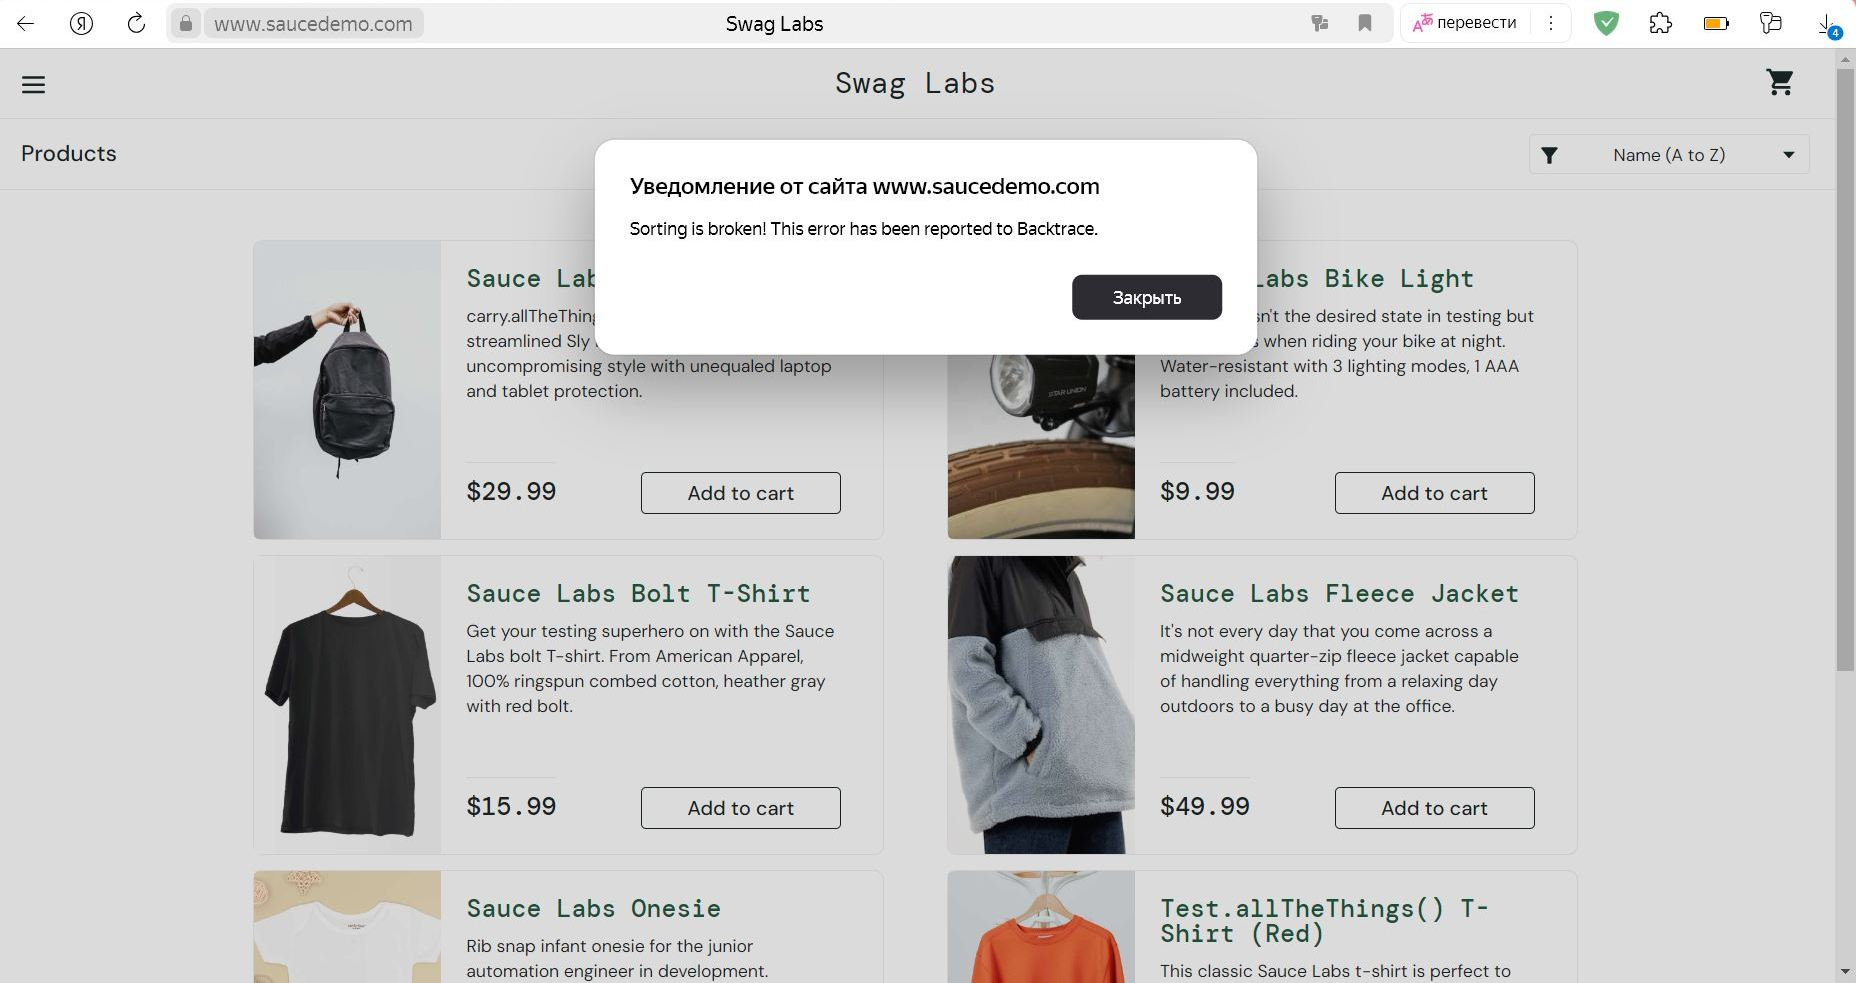 www.saucedemo.com
Swag Labs
перевести
4
Swag Labs
Products
Name (A to Z)
Уведомление от сайта www.saucedemo.com
Sorting is broken! This error has been reported to Backtrace.
Закрыть
Sauce Lab
carry.allTheThing
streamlined Sly
uncompromising style with unequaled laptop
and tablet protection.
$29.99
Add to cart
Labs Bike Light
n't the desired state in testing but
when riding your bike at night.
Water-resistant with 3 lighting modes, 1 AAA
battery included.
STAR UNION
$9.99
Add to cart
Sauce Labs Bolt T-Shirt
Get your testing superhero on with the Sauce
Labs bolt T-shirt. From American Apparel,
100% ringspun combed cotton, heather gray
with red bolt.
$15.99
Add to cart
Sauce Labs Fleece Jacket
It's not every day that you come across a
midweight quarter-zip fleece jacket capable
of handling everything from a relaxing day
outdoors to a busy day at the office.
$49.99
Add to cart
Sauce Labs Onesie
Rib snap infant onesie for the junior
automation engineer in development.
Test.allTheThings() T-
Shirt (Red)
This classic Sauce Labs t-shirt is perfect to